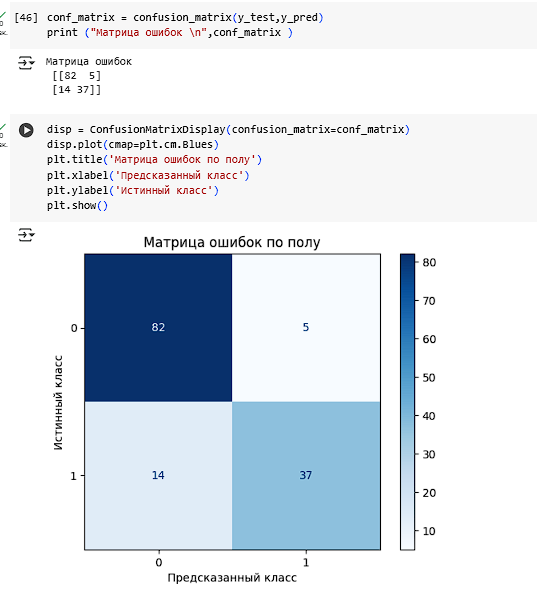 [46] conf_matrix = confusion_matrix(y_test,y_pred)
print ("Матрица ошибок \n",conf_matrix )
Матрица ошибок
[[82 5]
[14 37]]
disp = ConfusionMatrixDisplay(confusion_matrix=conf_matrix)
disp.plot(cmap=plt.cm.Blues)
plt.title('Матрица ошибок по полу')
plt.xlabel('Предсказанный класс')
plt.ylabel('Истинный класс')
plt.show()
Матрица ошибок по полу
80
70
60
50
40
30
20
10
0
82 5
Истинный класс
1
14 37
0 1
Предсказанный класс